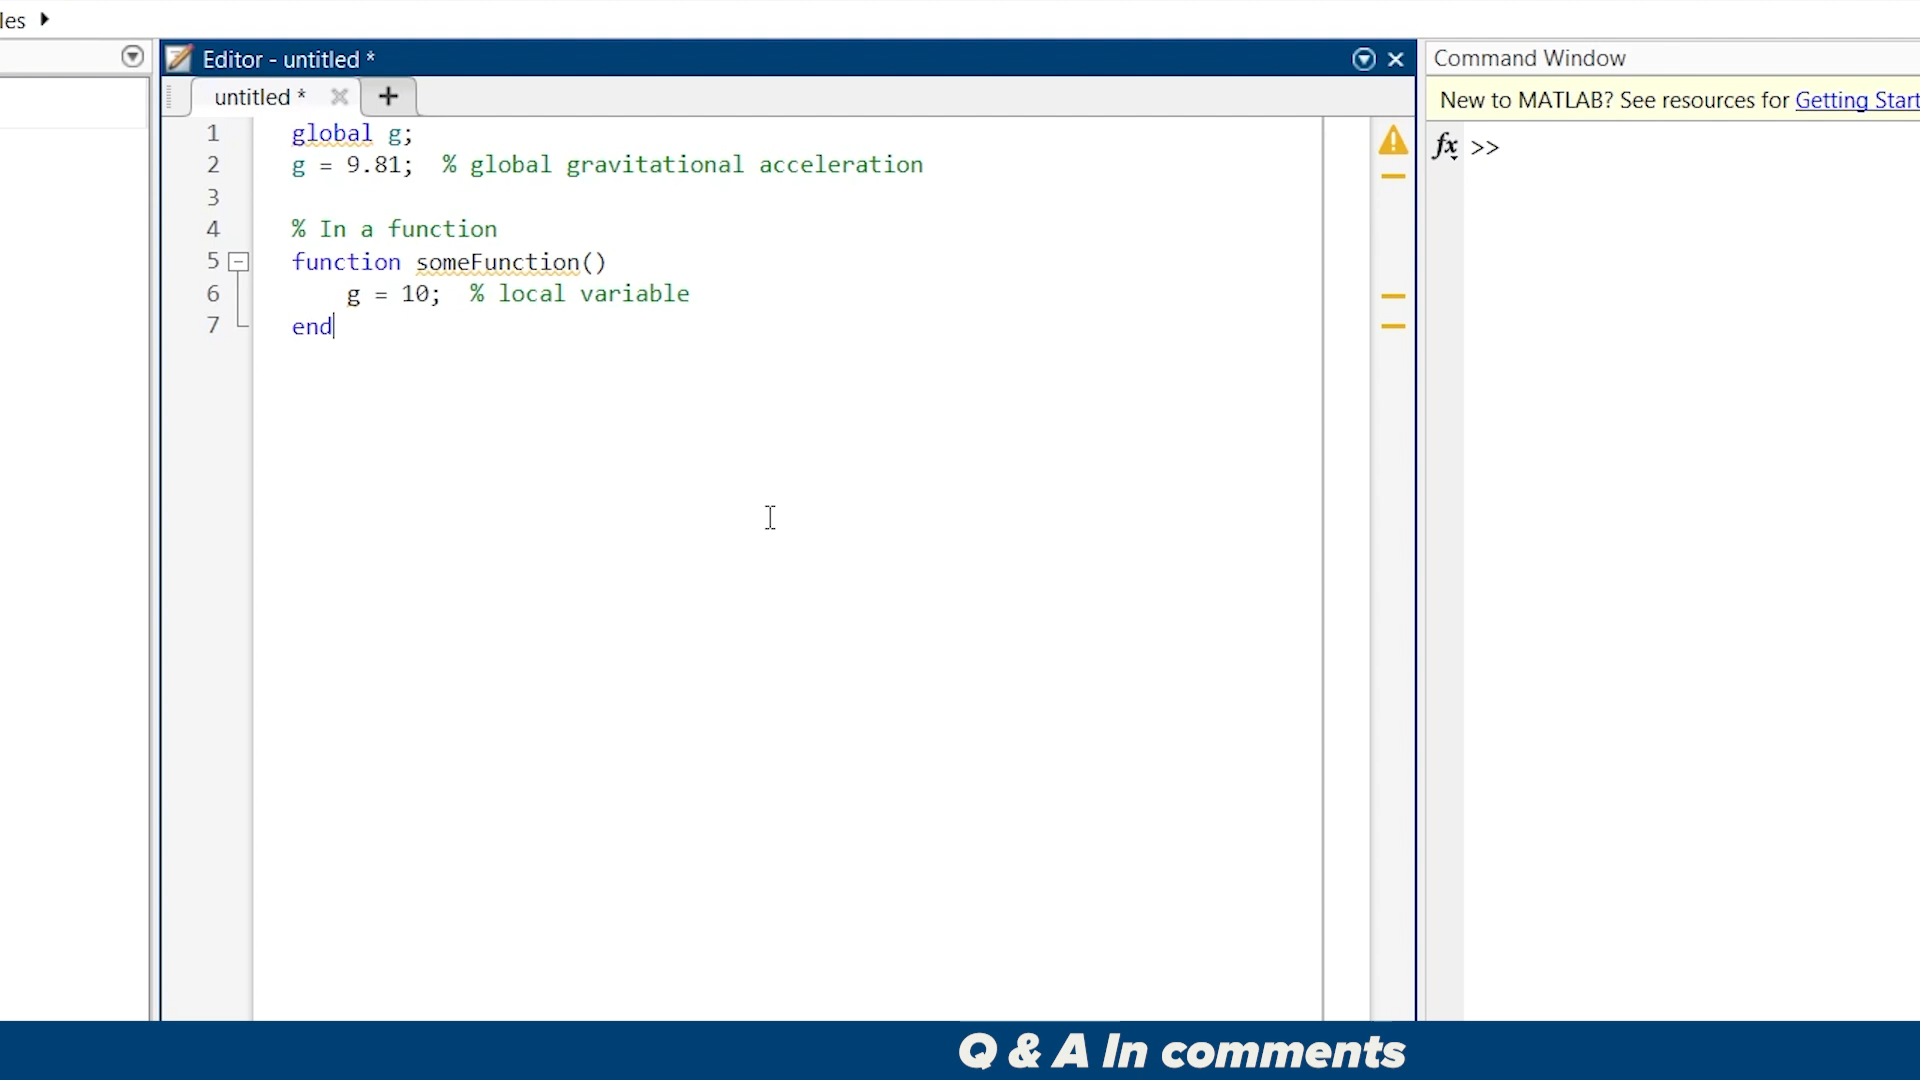 les
Editor - untitled *
untitled *
Command Window
New to MATLAB? See resources for Getting Start
fx >>
1 global g;
2 g = 9.81; % global gravitational acceleration
3
4 % In a function
5 function someFunction()
6 g = 10; % local variable
7 end
Q & A In comments